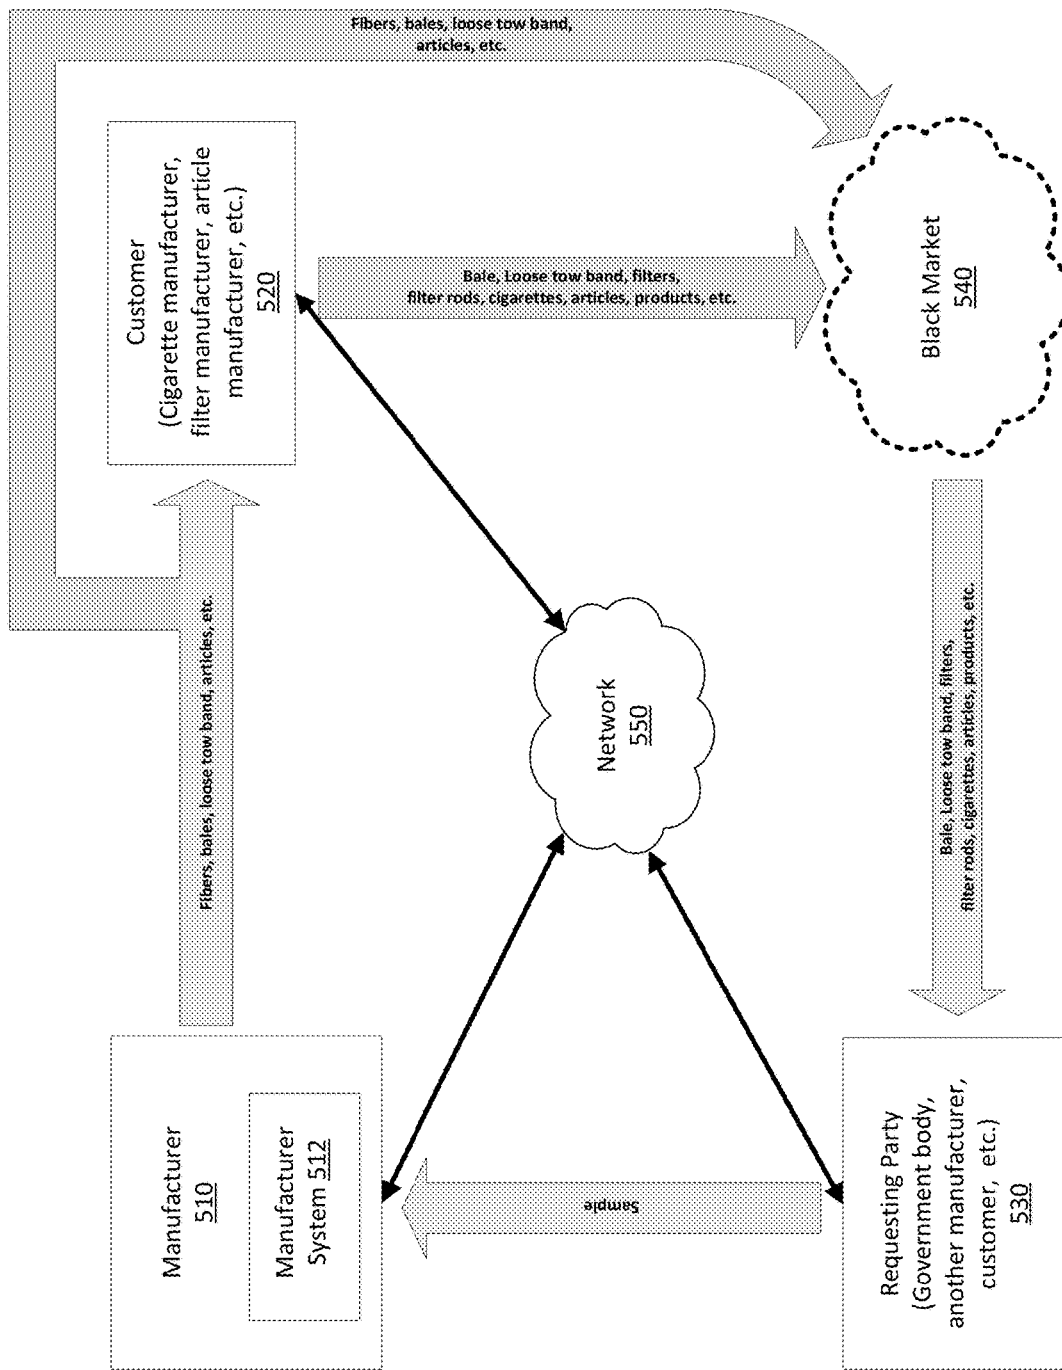 Manufacturer
510
Manufacturer
System 512
Fibers, bales, loose tow band, articles, etc.
Customer
(Cigarette manufacturer,
filter manufacturer, article
manufacturer, etc.)
520
Fibers, bales, loose tow band,
articles, etc.
Sample
Network
550
Bale, Loose tow band, filters,
filter rods, cigarettes, articles, products, etc.
Requesting Party
(Government body,
another manufacturer,
customer, etc.)
530
Bale, Loose tow band, filters,
filter rods, cigarettes, articles, products, etc.
Black Market
540